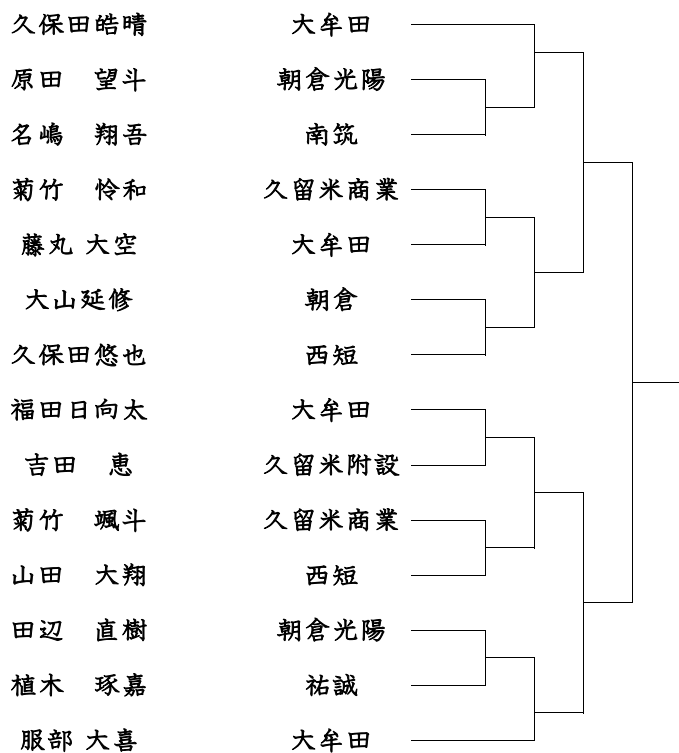 久保田皓晴 大牟田
原田 望斗 朝倉光陽
名嶋 翔吾 南筑
菊竹 怜和 久留米商業
藤丸 大空 大牟田
大山延修 朝倉
久保田悠也 西短
福田日向太 大牟田
吉田 恵 久留米附設
菊竹 颯斗 久留米商業
山田 大翔 西短
田辺 直樹 朝倉光陽
植木 琢嘉 祐誠
服部 大喜 大牟田